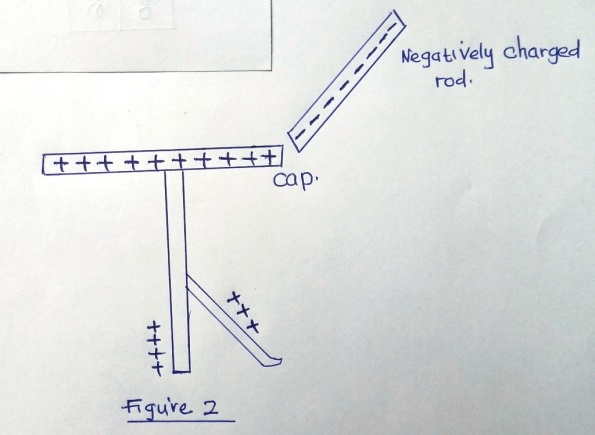 Negatively charged
rod.
+ + + + + + + + + +
cap.
+ + +
+ + + +
Figure 2